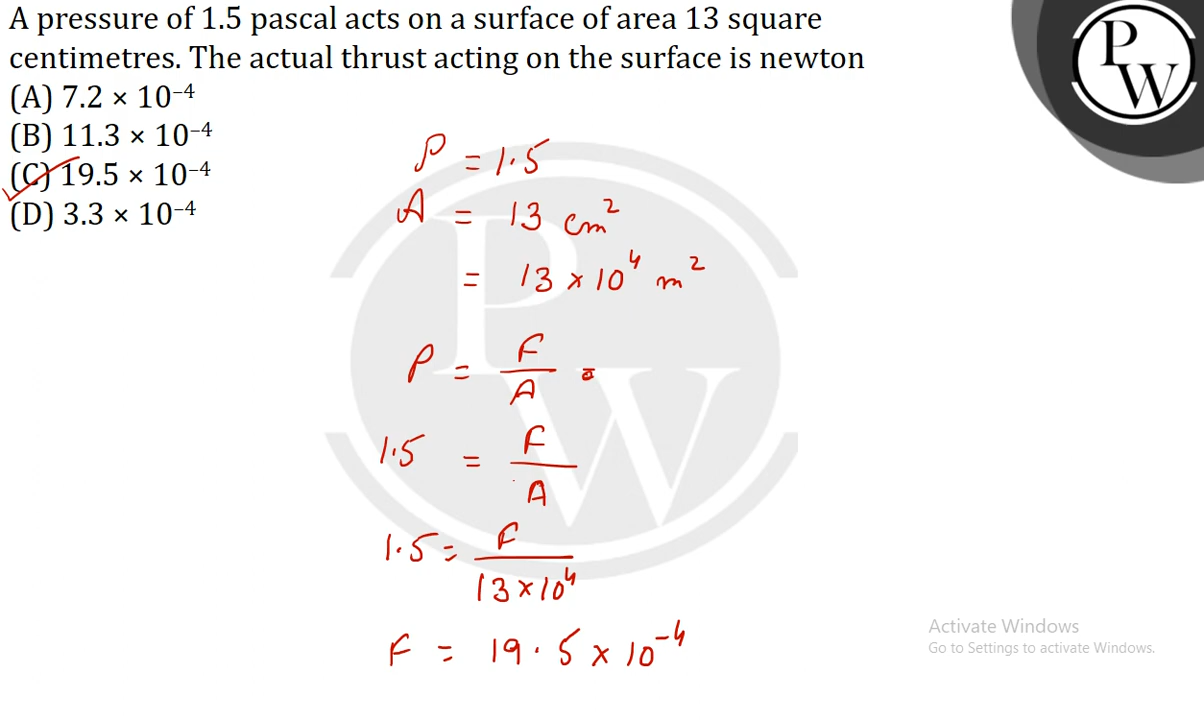 A pressure of 1.5 pascal acts on a surface of area 13 square
centimetres. The actual thrust acting on the surface is newton
(A) 7.2 × 10⁻⁴
(B) 11.3 × 10⁻⁴
(C) 19.5 × 10⁻⁴
(D) 3.3 × 10⁻⁴
P = 1.5
A = 13 cm²
= 13 × 10⁴ m²
P = F/A =
1.5 = F/A
1.5 = F/13 × 10⁴
F = 19.5 × 10⁻⁴
P
W
P
W
Activate Windows
Go to Settings to activate Windows.